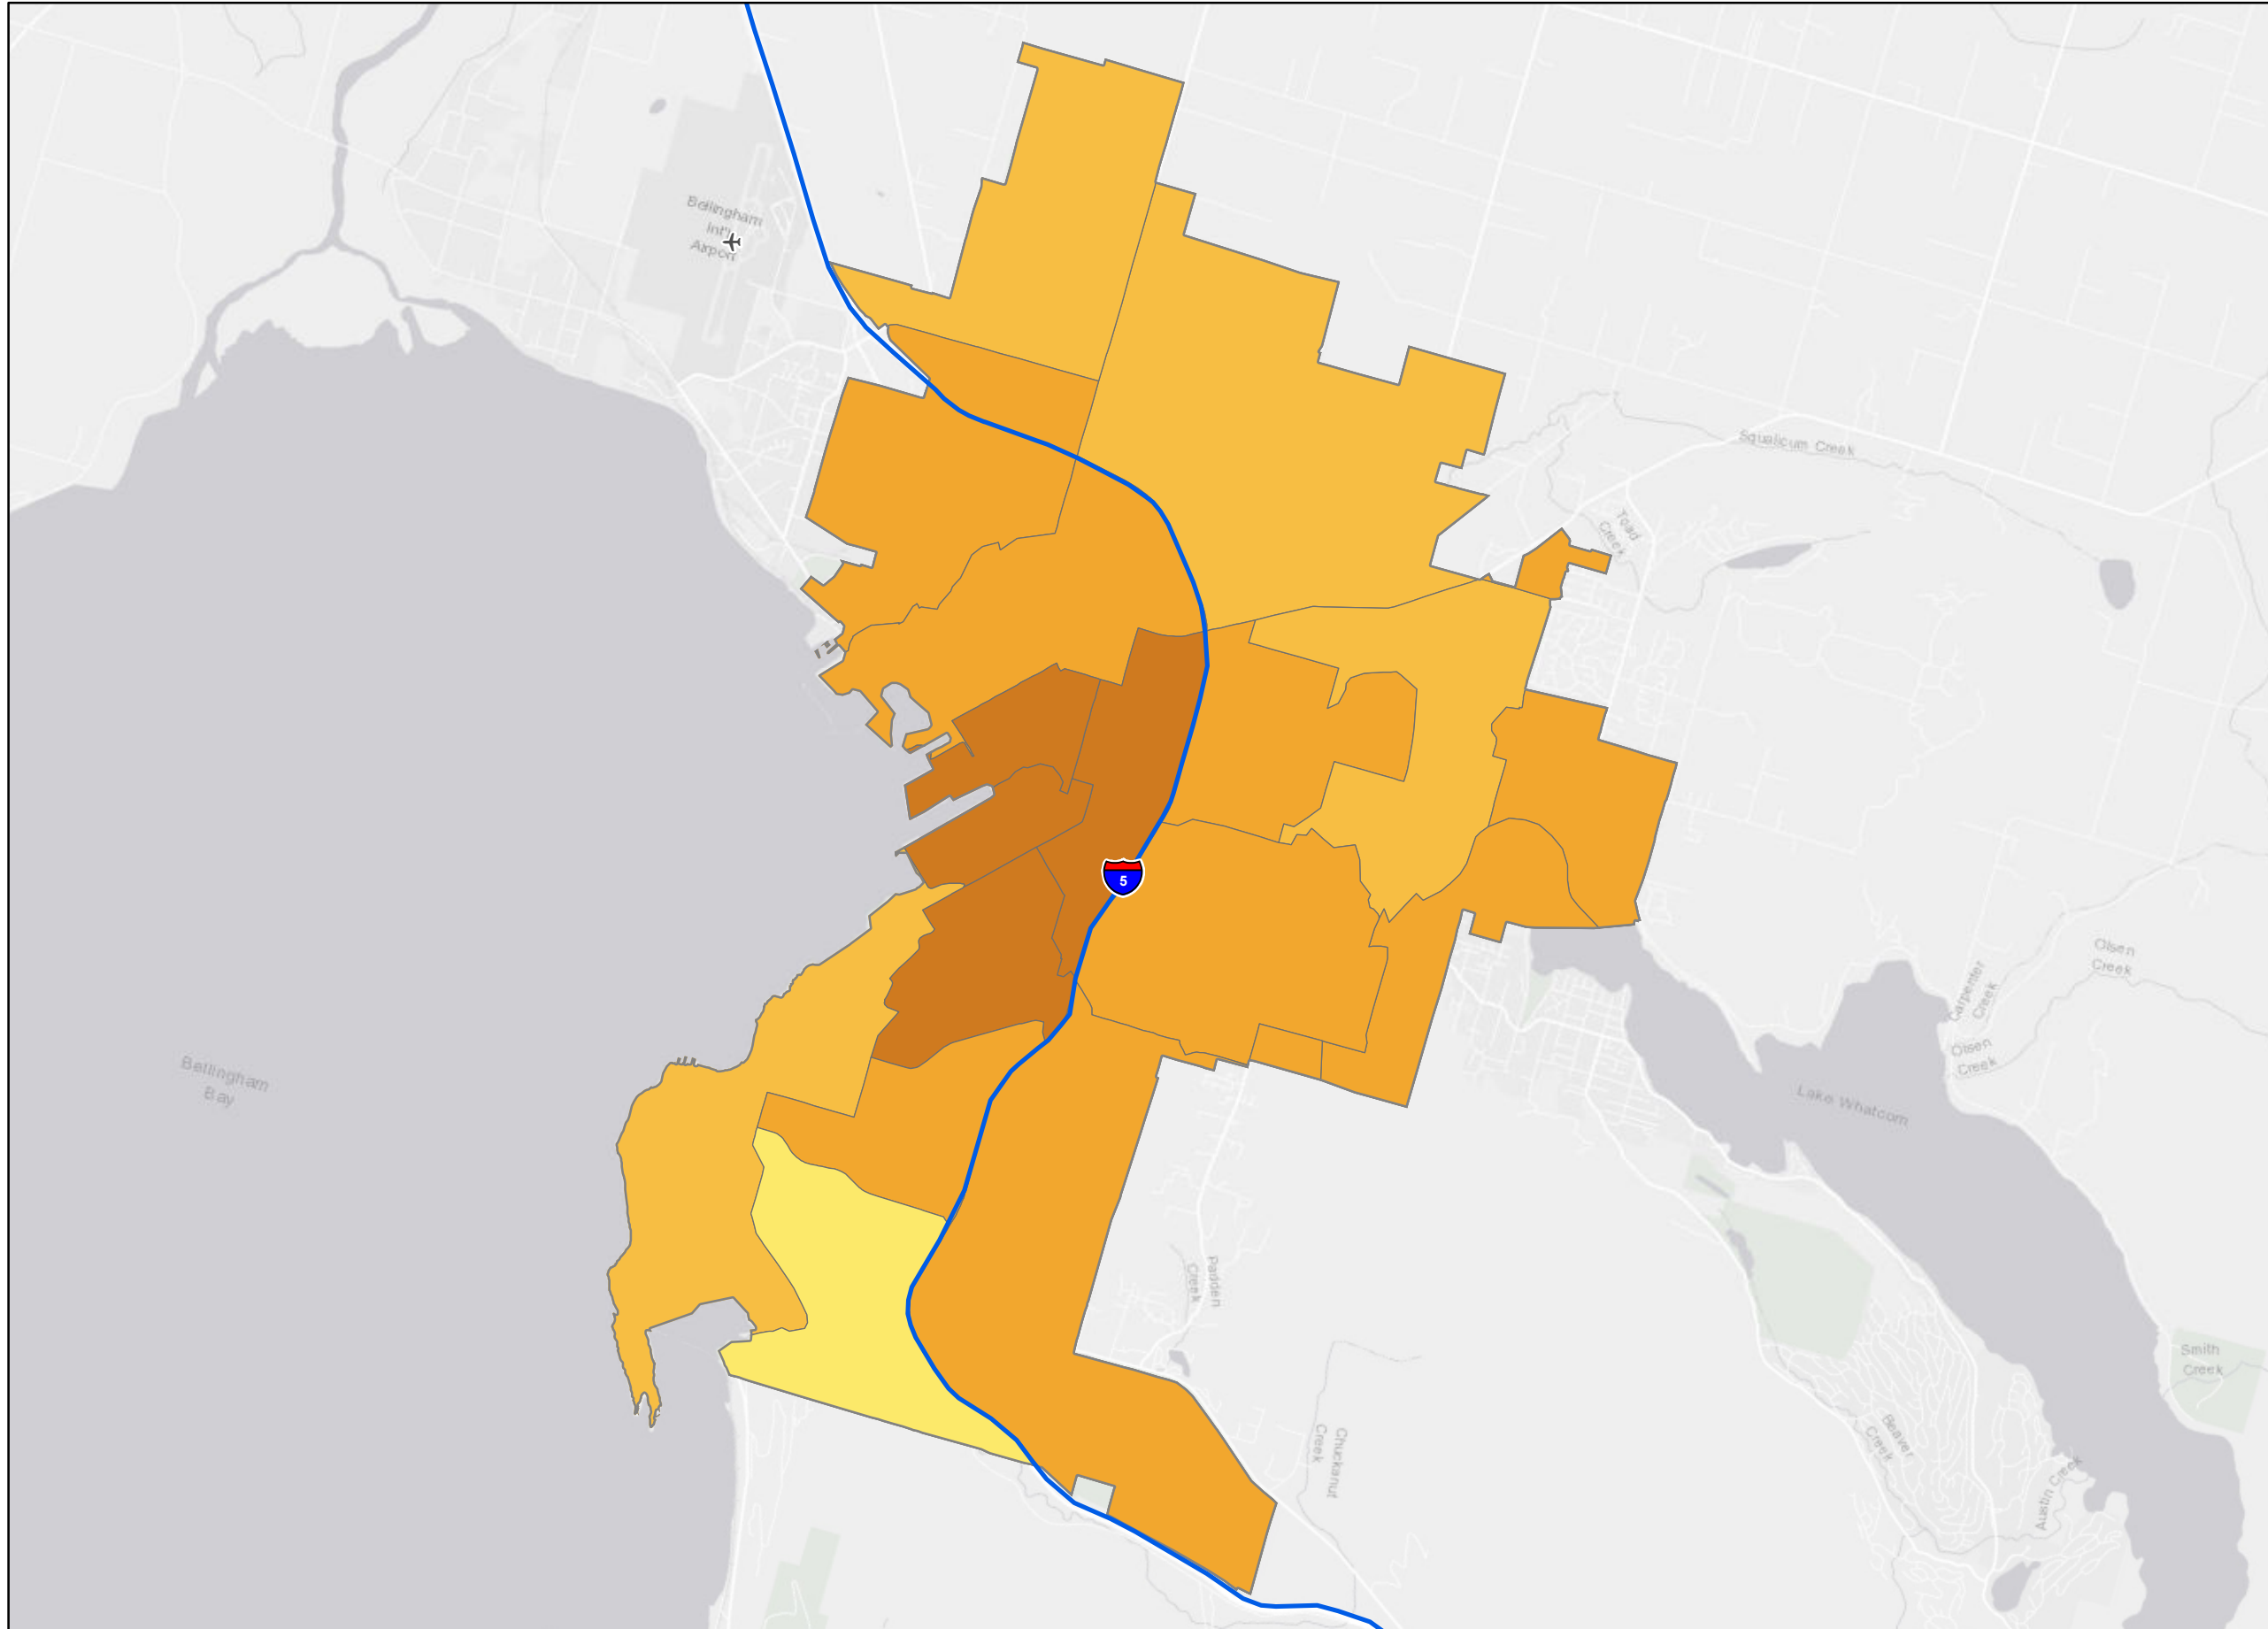 Bellingham
Int'l
Airport
Squalicum Creek
Toad
Creek
5
Olsen
Creek
Carpenter
Creek
Olsen
Creek
Bellingham
Bay
Lake Whatcom
Padden
Creek
Smith
Creek
Chuckanut
Creek
Beaver
Creek
Austin Creek